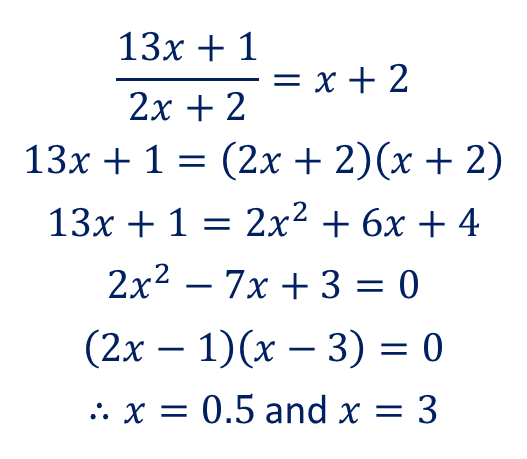 13x + 1
2x + 2
= x + 2
13x + 1 = (2x + 2)(x + 2)
13x + 1 = 2x² + 6x + 4
2x² − 7x + 3 = 0
(2x − 1)(x − 3) = 0
∴ x = 0.5 and x = 3